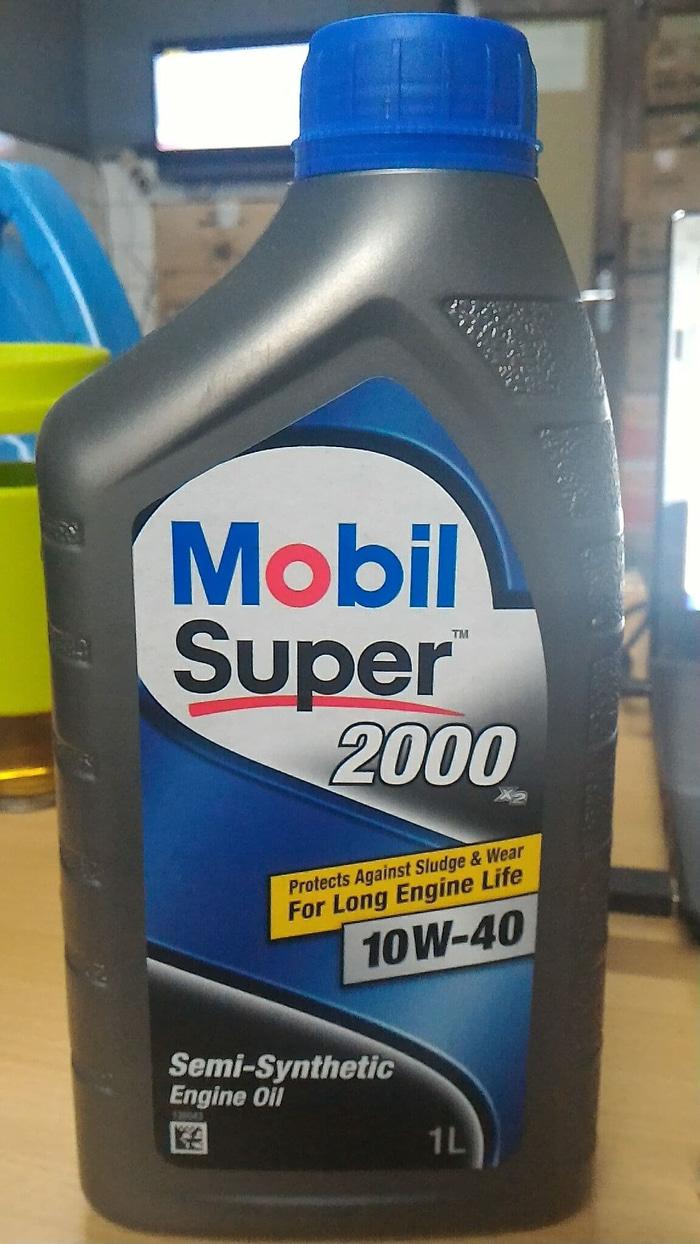 Mobil
Super™
2000
X2
Protects Against Sludge & Wear
For Long Engine Life
10W-40
Semi-Synthetic
Engine Oil
1L